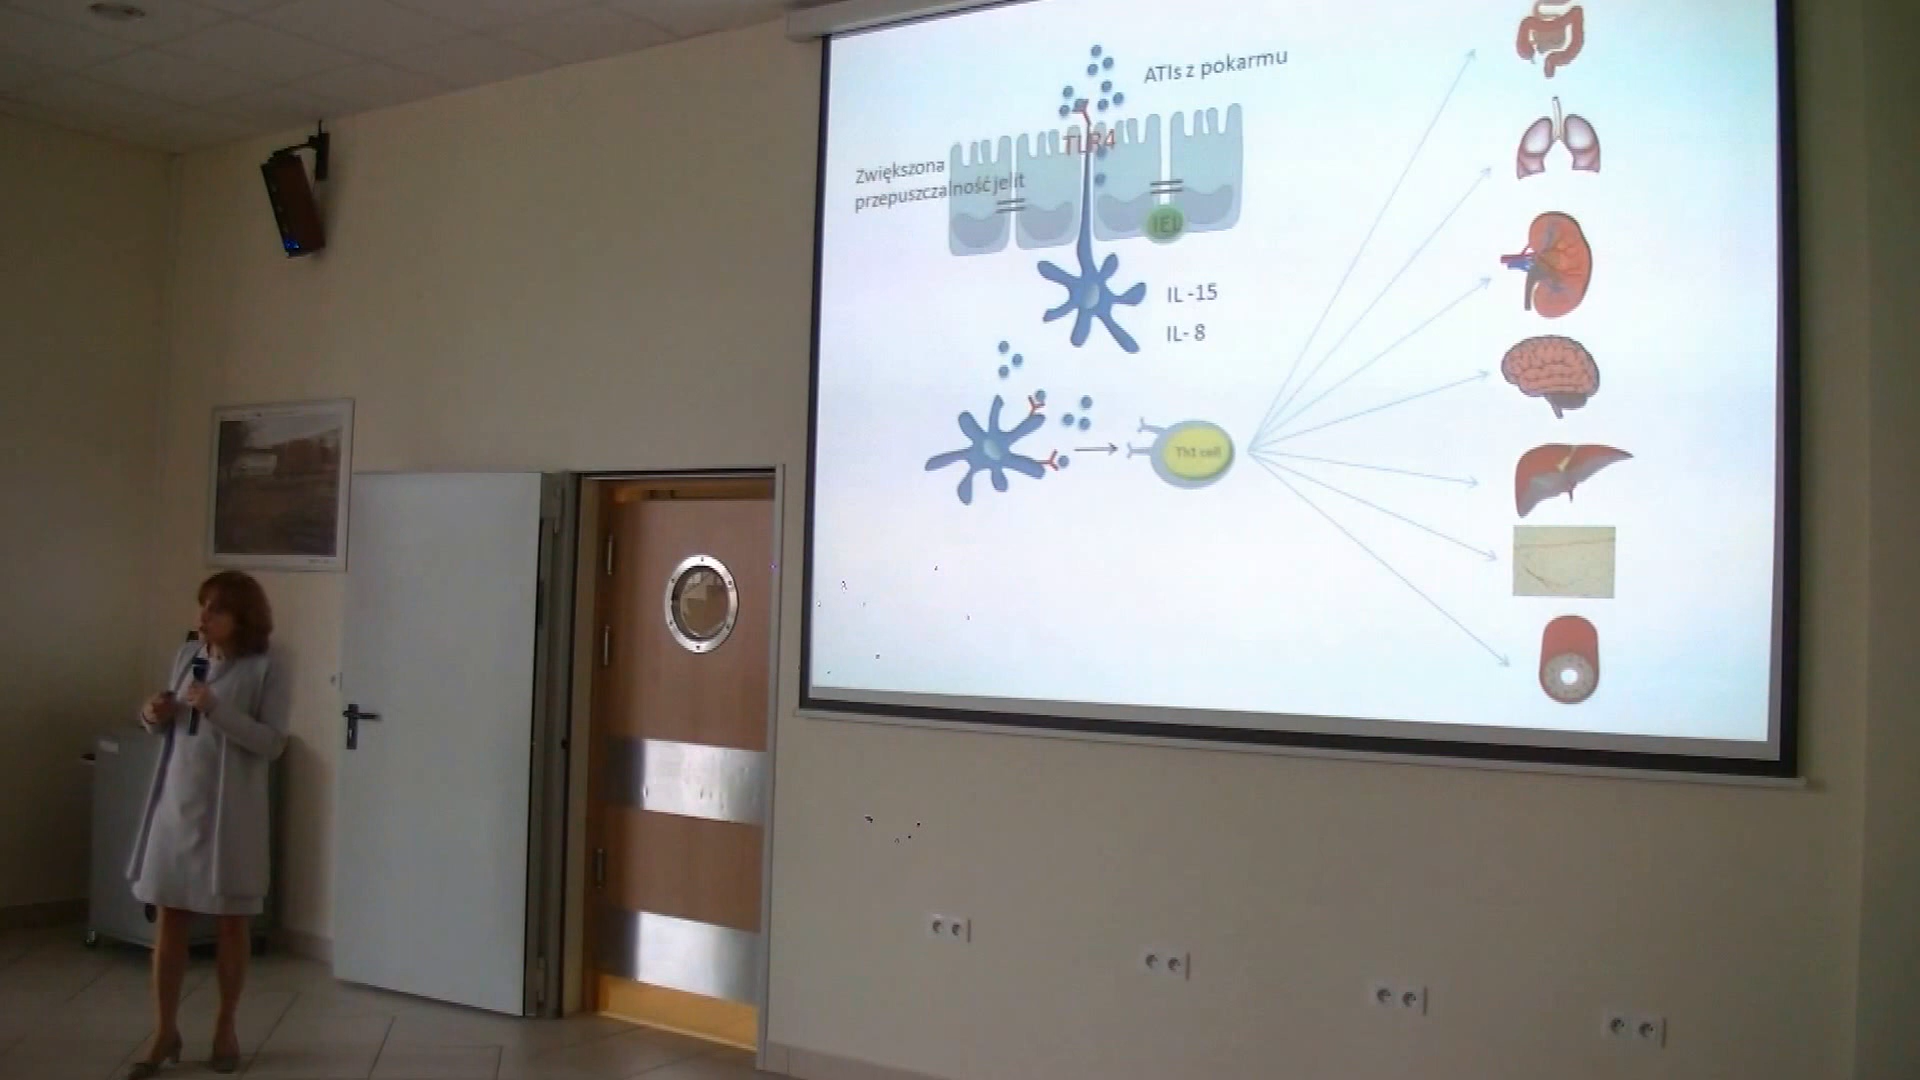 ATIs z pokarmu
TLR4
Zwiększona
przepuszczalność jelit
IEL
IL -15
IL- 8
Th1 cell